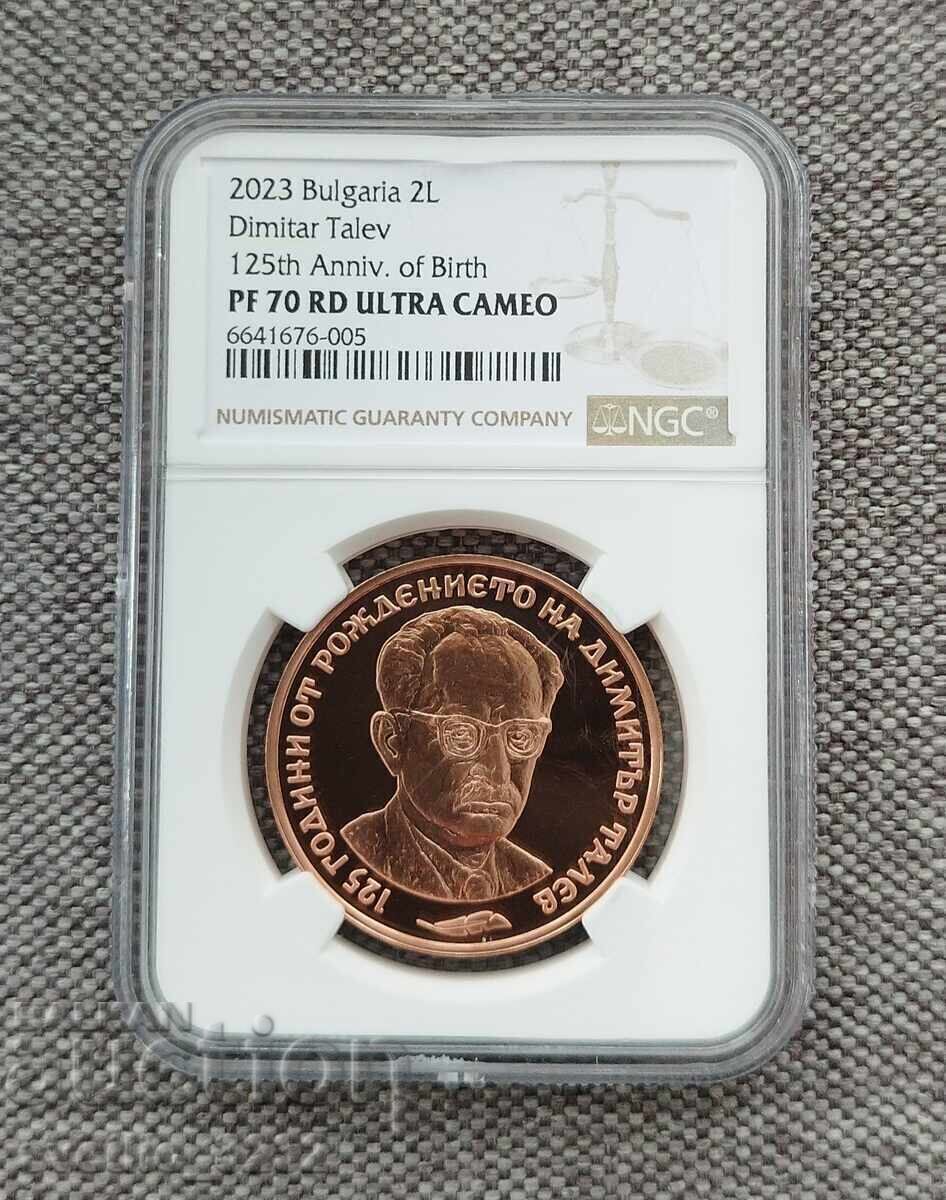 2023 Bulgaria 2L
Dimitar Talev
125th Anniv. of Birth
PF 70 RD ULTRA CAMEO
6641676-005
NUMISMATIC GUARANTY COMPANY
NGC®
125 ГОДИНИ ОТ РОЖДЕНИЕТО НА ДИМИТЪР ТАЛЕВ
auction